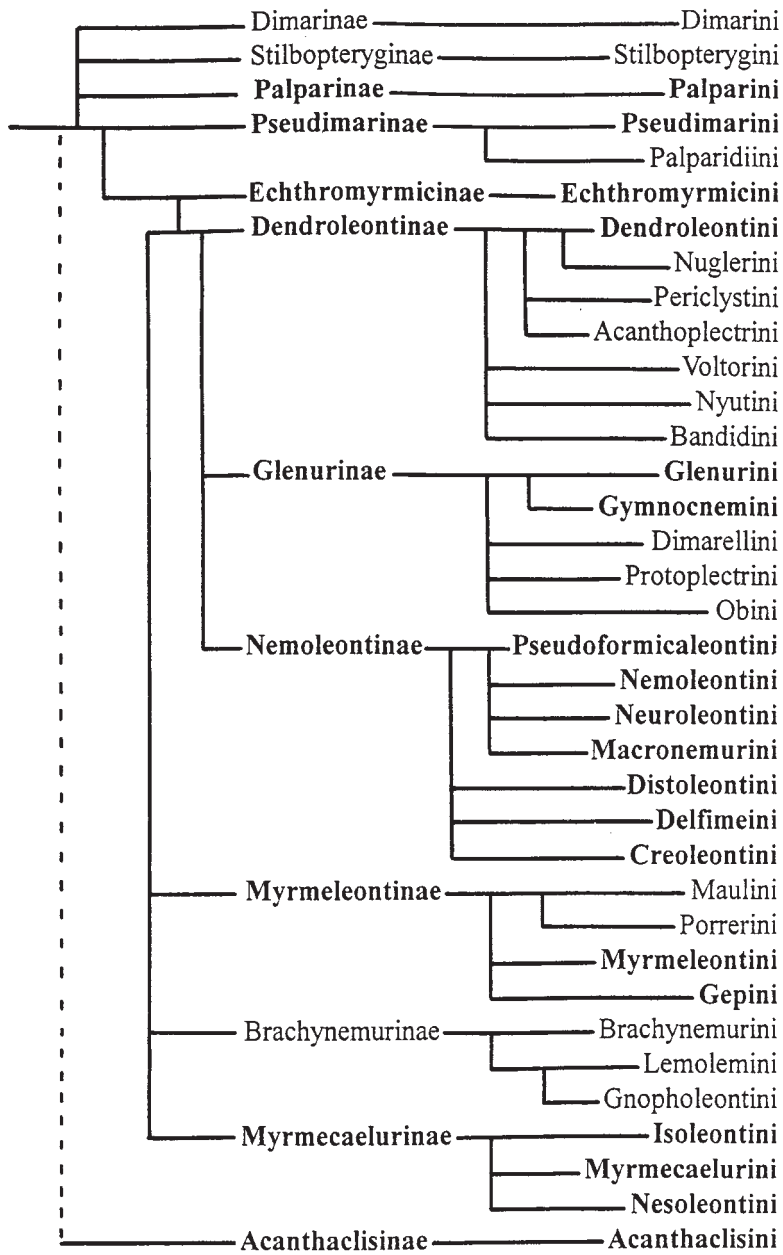 Dimarinae Dimarini
Stilbopteryginae Stilbopterygini
Palparinae Palparini
Pseudimarinae Pseudimarini
Palparidiini
Echthromyrmicinae Echthromyrmicini
Dendroleontinae Dendroleontini
Nuglerini
Periclystini
Acanthoplectrini
Voltorini
Nyutini
Bandidini
Glenurinae Glenurini
Gymnocnemini
Dimarellini
Protoplectrini
Obini
Nemoleontinae Pseudoformicaleontini
Nemoleontini
Neuroleontini
Macronemurini
Distoleontini
Delfimeini
Creoleontini
Myrmeleontinae Maulini
Porrerini
Myrmeleontini
Gepini
Brachynemurinae Brachynemurini
Lemolemini
Gnopholeontini
Myrmecaelurinae Isoleontini
Myrmecaelurini
Nesoleontini
Acanthaclisinae Acanthaclisini